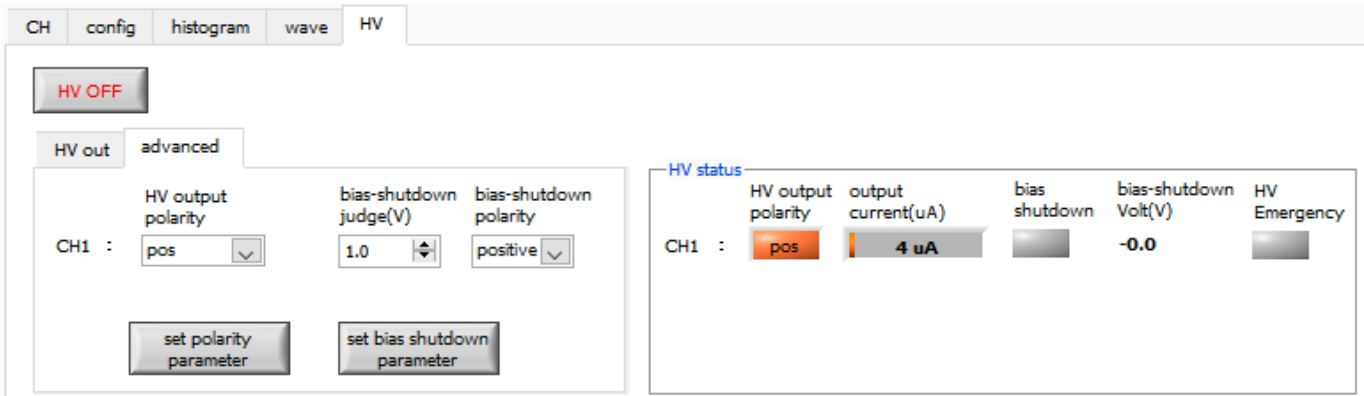 CH config histogram wave HV
HV OFF
HV out advanced
HV output
polarity
bias-shutdown
judge(V)
bias-shutdown
polarity
CH1 : pos 1.0 positive
set polarity
parameter
set bias shutdown
parameter
HV status
HV output
polarity
output
current(uA)
bias
shutdown
bias-shutdown
Volt(V)
HV
Emergency
CH1 : pos 4 uA -0.0